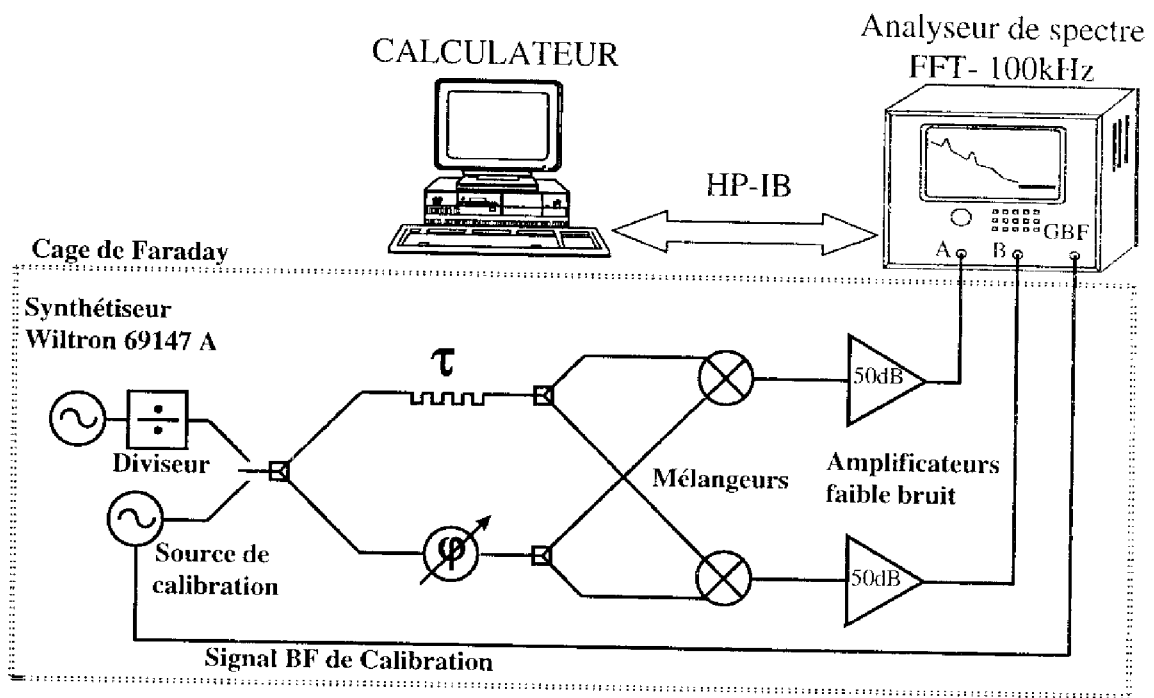 Analyseur de spectre
FFT- 100kHz
CALCULATEUR
HP-IB
GBF
A
B
Cage de Faraday
Synthétiseur
Wiltron 69147 A
τ
50dB
Diviseur
Mélangeurs
Amplificateurs
faible bruit
φ
Source de
calibration
50dB
Signal BF de Calibration